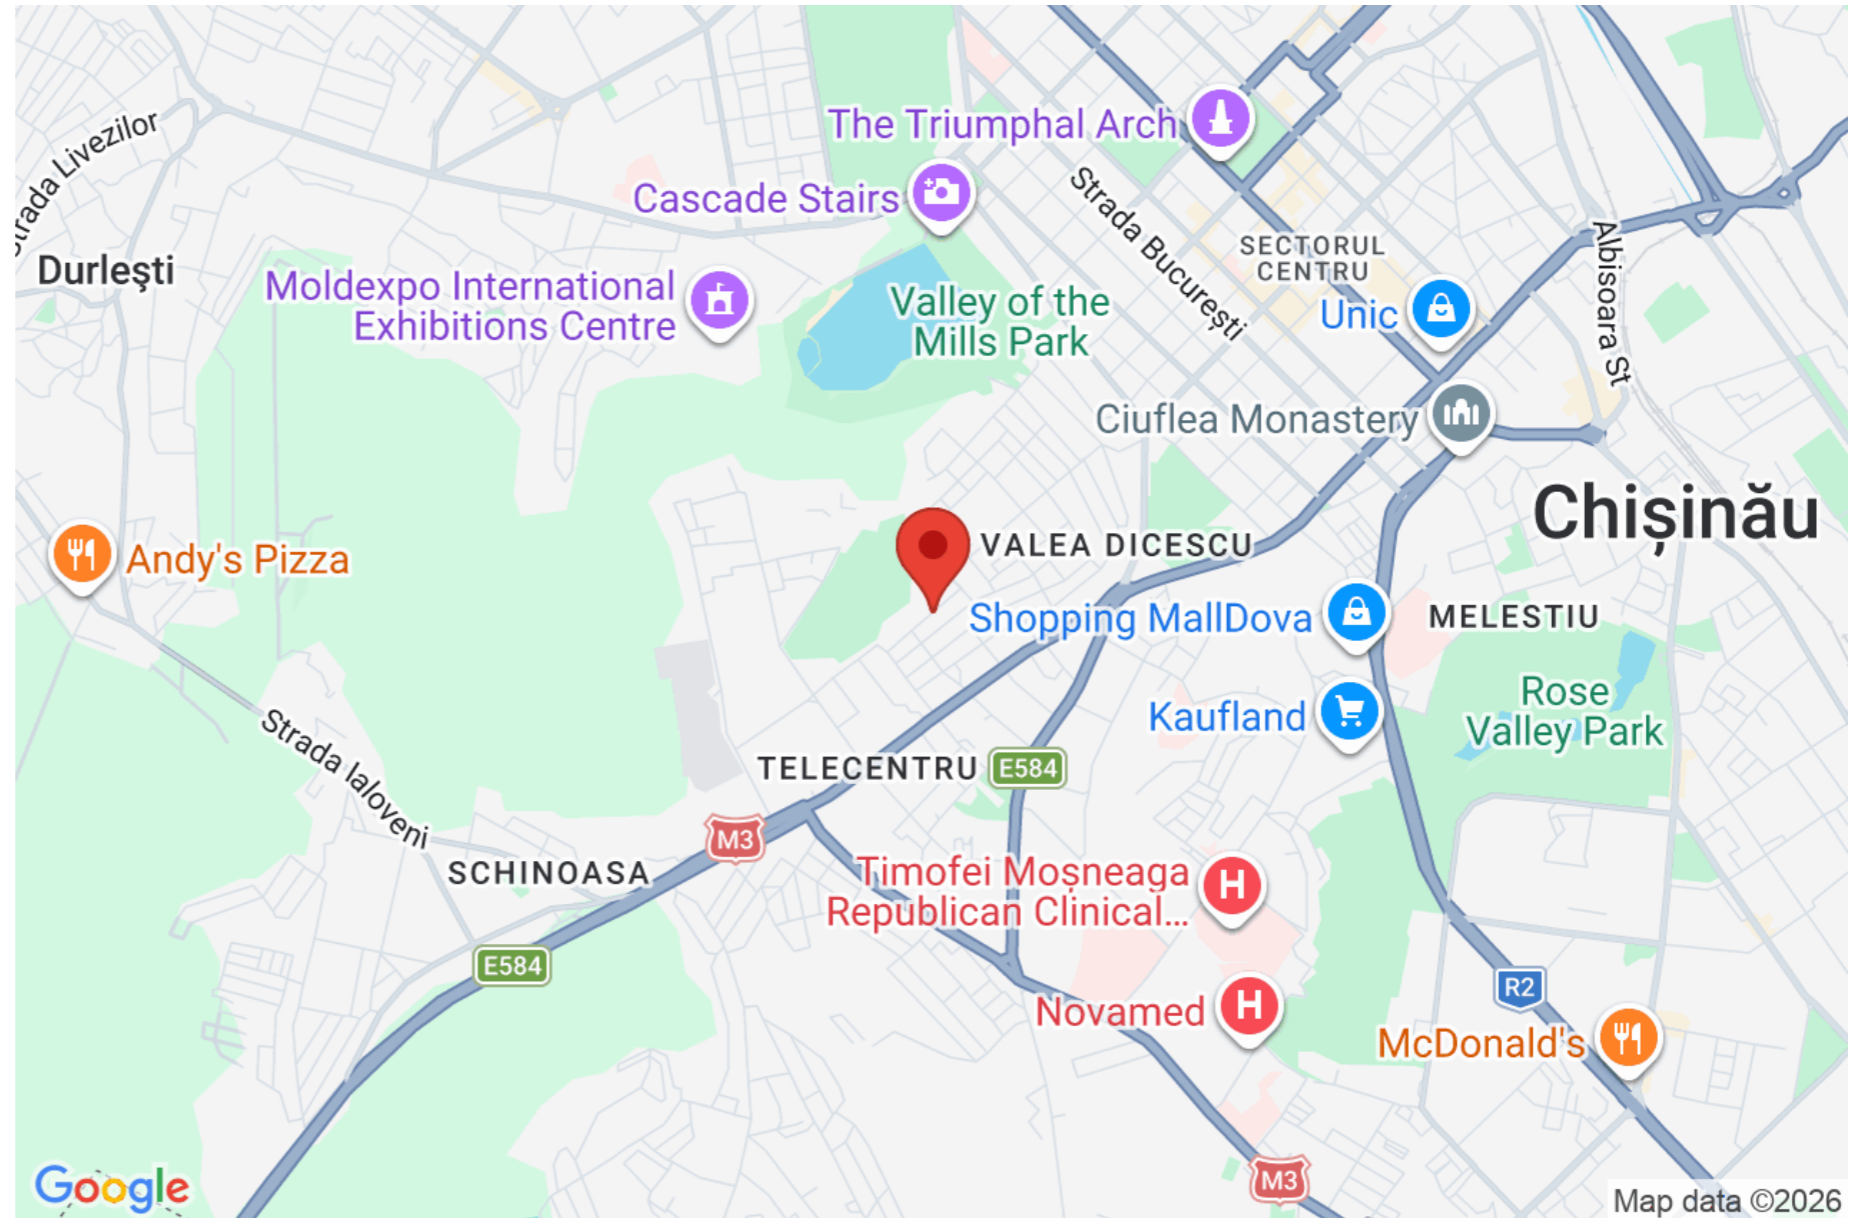 Strada Livezilor
The Triumphal Arch
Cascade Stairs
Strada București
SECTORUL
CENTRU
Albisoara St
Durleşti
Moldexpo International
Exhibitions Centre
Valley of the
Mills Park
Unic
Ciuflea Monastery
Chișinău
Andy's Pizza
VALEA DICESCU
Shopping MallDova
MELESTIU
Rose
Valley Park
Kaufland
Strada Ialoveni
TELECENTRU
E584
M3
SCHINOASA
Timofei Moșneaga
Republican Clinical...
E584
R2
Novamed
McDonald's
M3
Google
Map data ©2026